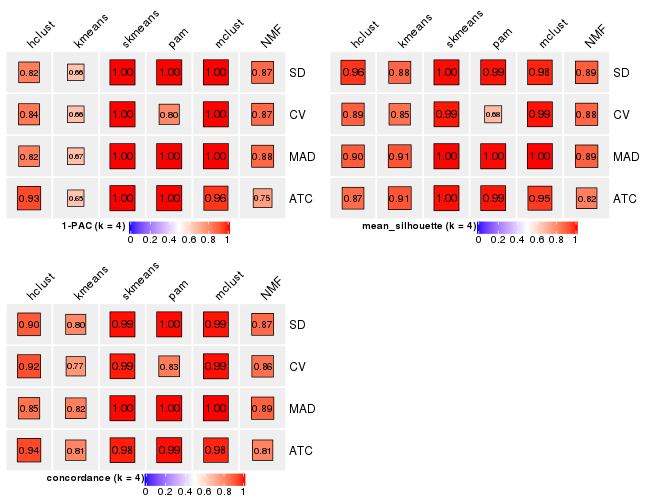 hclust kmeans skmeans pam mclust NMF
0.82 0.66 1.00 1.00 1.00 0.87 SD
0.84 0.66 1.00 0.80 1.00 0.87 CV
0.82 0.67 1.00 1.00 1.00 0.88 MAD
0.93 0.63 1.00 1.00 0.96 0.75 ATC
1-PAC (k = 4)
0 0.2 0.4 0.6 0.8 1
hclust kmeans skmeans pam mclust NMF
0.96 0.88 1.00 0.99 0.98 0.89 SD
0.89 0.85 0.99 0.68 0.99 0.88 CV
0.90 0.91 1.00 1.00 1.00 0.89 MAD
0.87 0.91 1.00 0.99 0.95 0.82 ATC
mean_silhouette (k = 4)
0 0.2 0.4 0.6 0.8 1
hclust kmeans skmeans pam mclust NMF
0.90 0.80 0.99 1.00 0.99 0.87 SD
0.92 0.77 0.99 0.83 0.99 0.86 CV
0.85 0.82 1.00 1.00 1.00 0.89 MAD
0.94 0.81 0.98 0.99 0.98 0.81 ATC
concordance (k = 4)
0 0.2 0.4 0.6 0.8 1